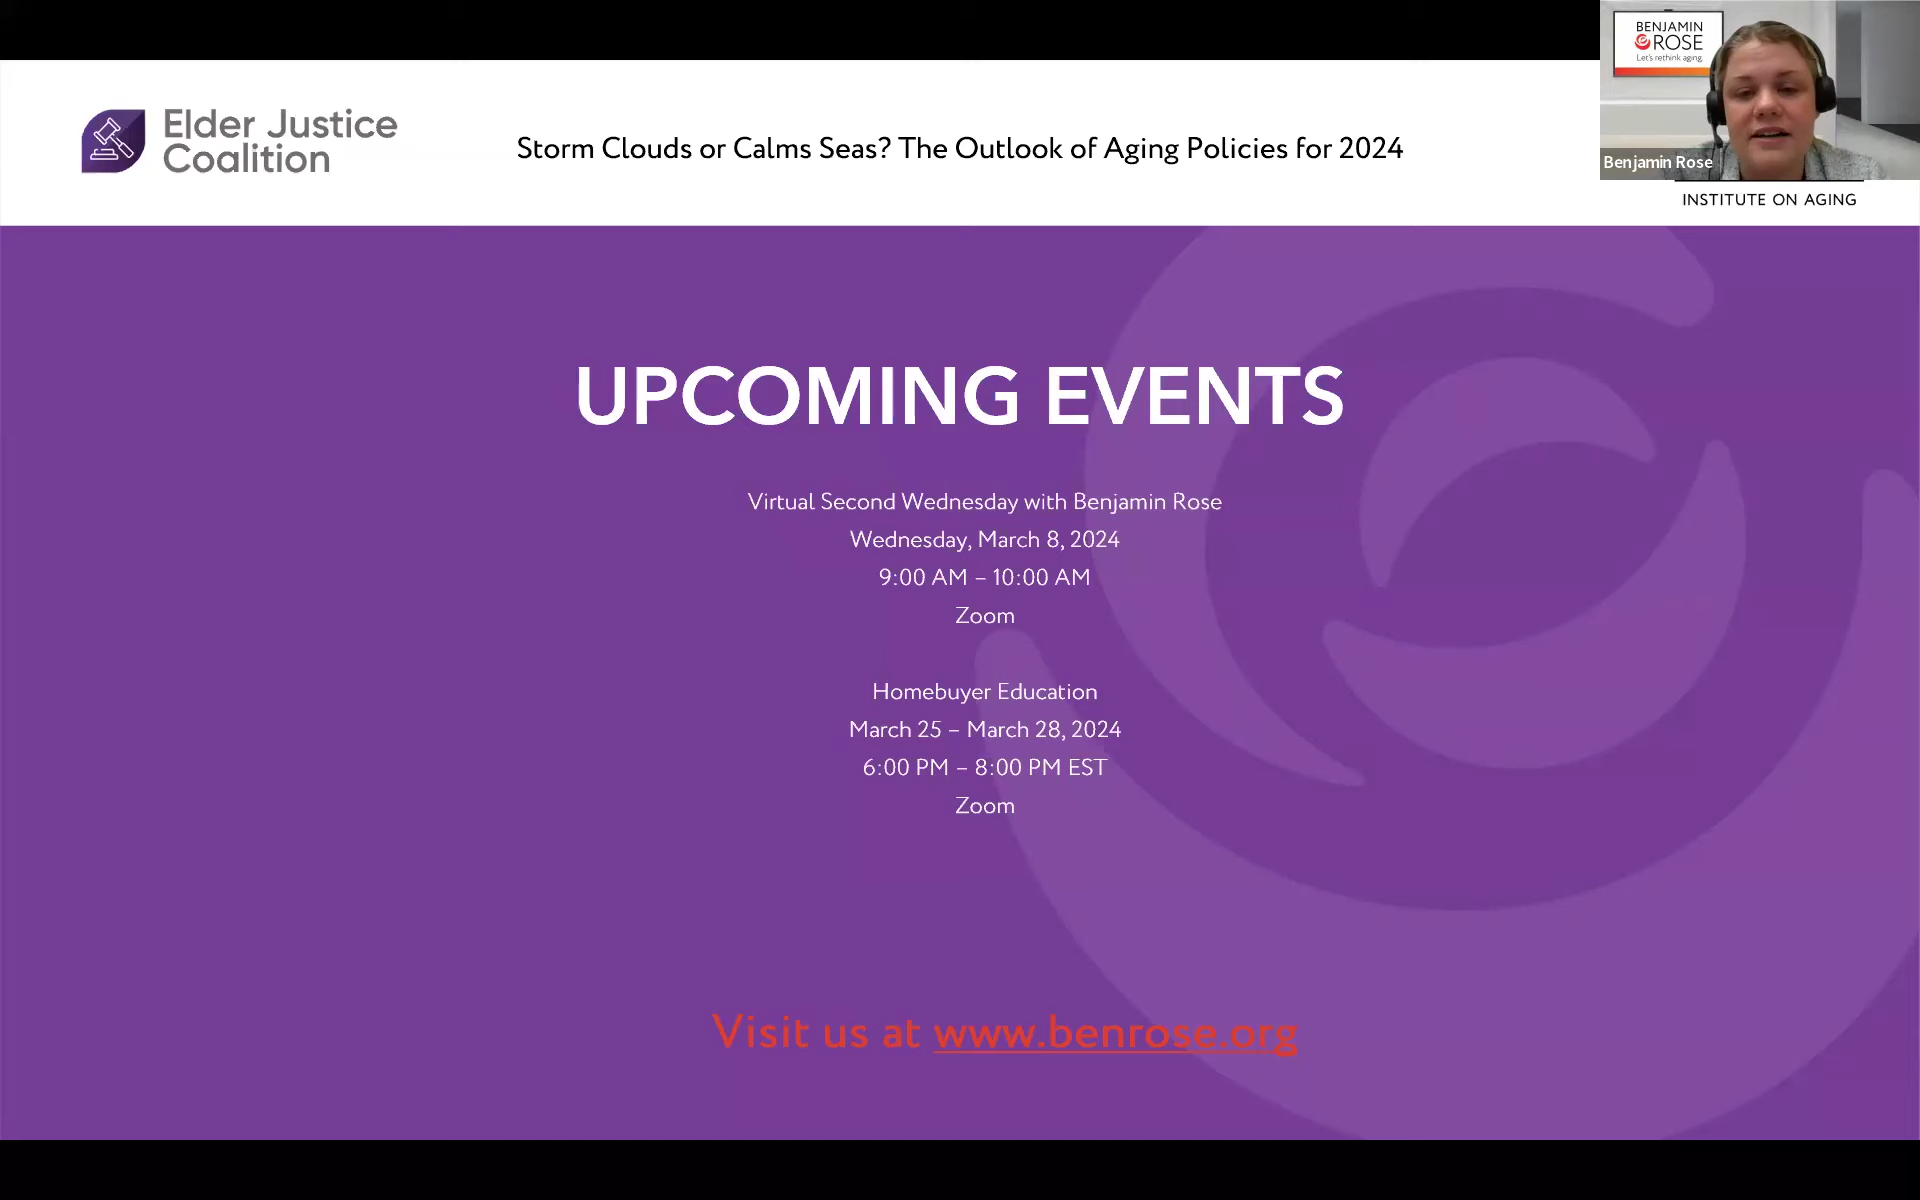 Elder Justice
Coalition
Storm Clouds or Calms Seas? The Outlook of Aging Policies for 2024
BENJAMIN
ROSE
Let's rethink aging.
Benjamin Rose
INSTITUTE ON AGING
UPCOMING EVENTS
Virtual Second Wednesday with Benjamin Rose
Wednesday, March 8, 2024
9:00 AM – 10:00 AM
Zoom
Homebuyer Education
March 25 – March 28, 2024
6:00 PM – 8:00 PM EST
Zoom
Visit us at www.benrose.org